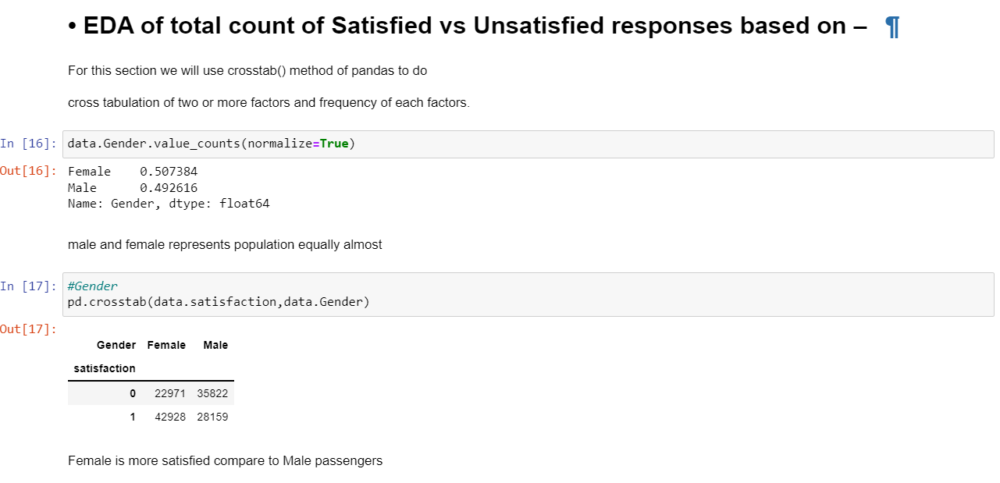 • EDA of total count of Satisfied vs Unsatisfied responses based on – ¶
For this section we will use crosstab() method of pandas to do
cross tabulation of two or more factors and frequency of each factors.
In [16]: data.Gender.value_counts(normalize=True)
Out[16]: Female    0.507384
Male      0.492616
Name: Gender, dtype: float64
male and female represents population equally almost
In [17]: #Gender
pd.crosstab(data.satisfaction,data.Gender)
Out[17]:
Gender Female Male
satisfaction
0 22971 35822
1 42928 28159
Female is more satisfied compare to Male passengers